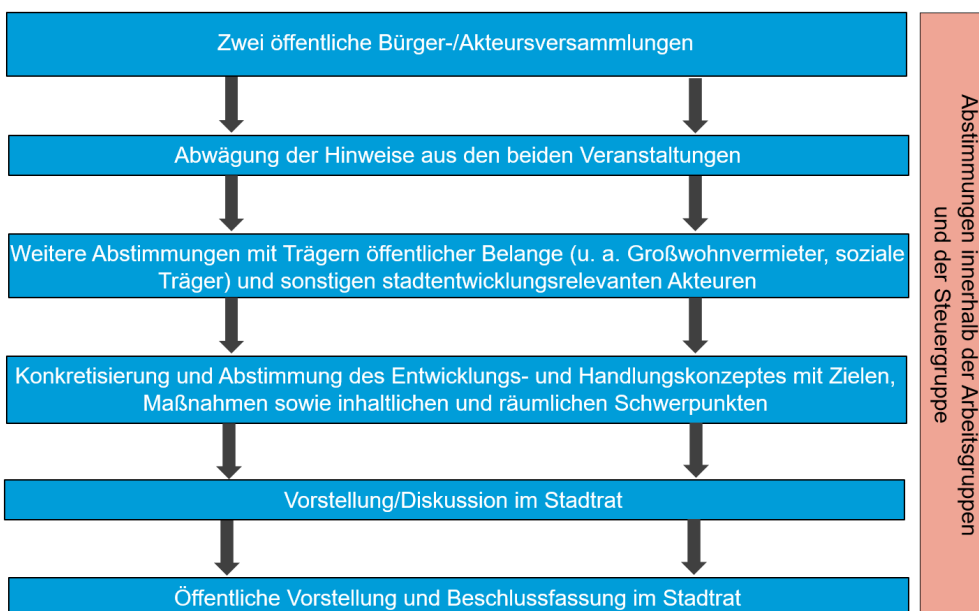 Zwei öffentliche Bürger-/Akteursversammlungen
Abwägung der Hinweise aus den beiden Veranstaltungen
Weitere Abstimmungen mit Trägern öffentlicher Belange (u. a. Großwohnvermieter, soziale
Träger) und sonstigen stadtentwicklungsrelevanten Akteuren
Konkretisierung und Abstimmung des Entwicklungs- und Handlungskonzeptes mit Zielen,
Maßnahmen sowie inhaltlichen und räumlichen Schwerpunkten
Vorstellung/Diskussion im Stadtrat
Öffentliche Vorstellung und Beschlussfassung im Stadtrat
Abstimmungen innerhalb der Arbeitsgruppen
und der Steuergruppe